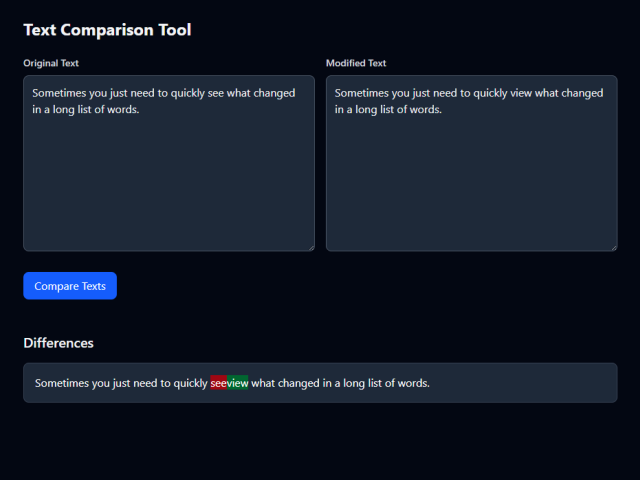 Text Comparison Tool
Original Text
Modified Text
Sometimes you just need to quickly see what changed
in a long list of words.
Sometimes you just need to quickly view what changed
in a long list of words.
Compare Texts
Differences
Sometimes you just need to quickly seeview what changed in a long list of words.